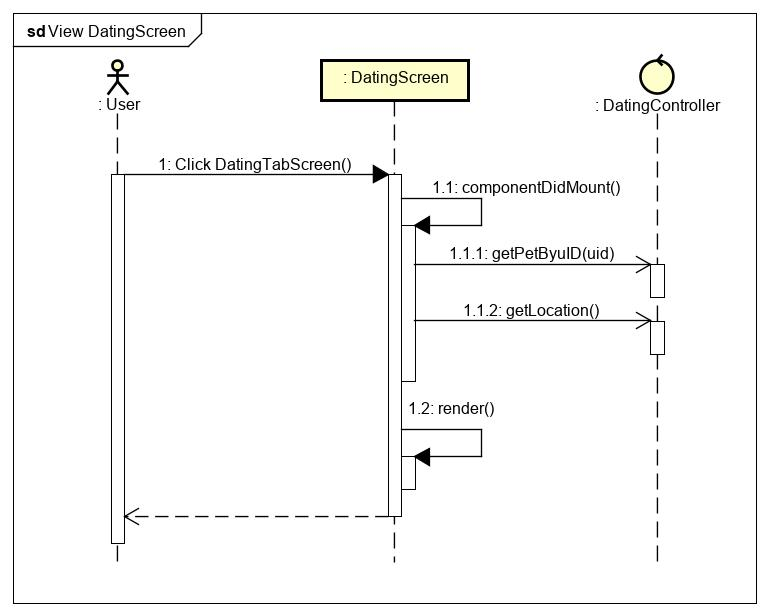 sd View DatingScreen
: User
: DatingScreen
: DatingController
1: Click DatingTabScreen()
1.1: componentDidMount()
1.1.1: getPetByuID(uid)
1.1.2: getLocation()
1.2: render()